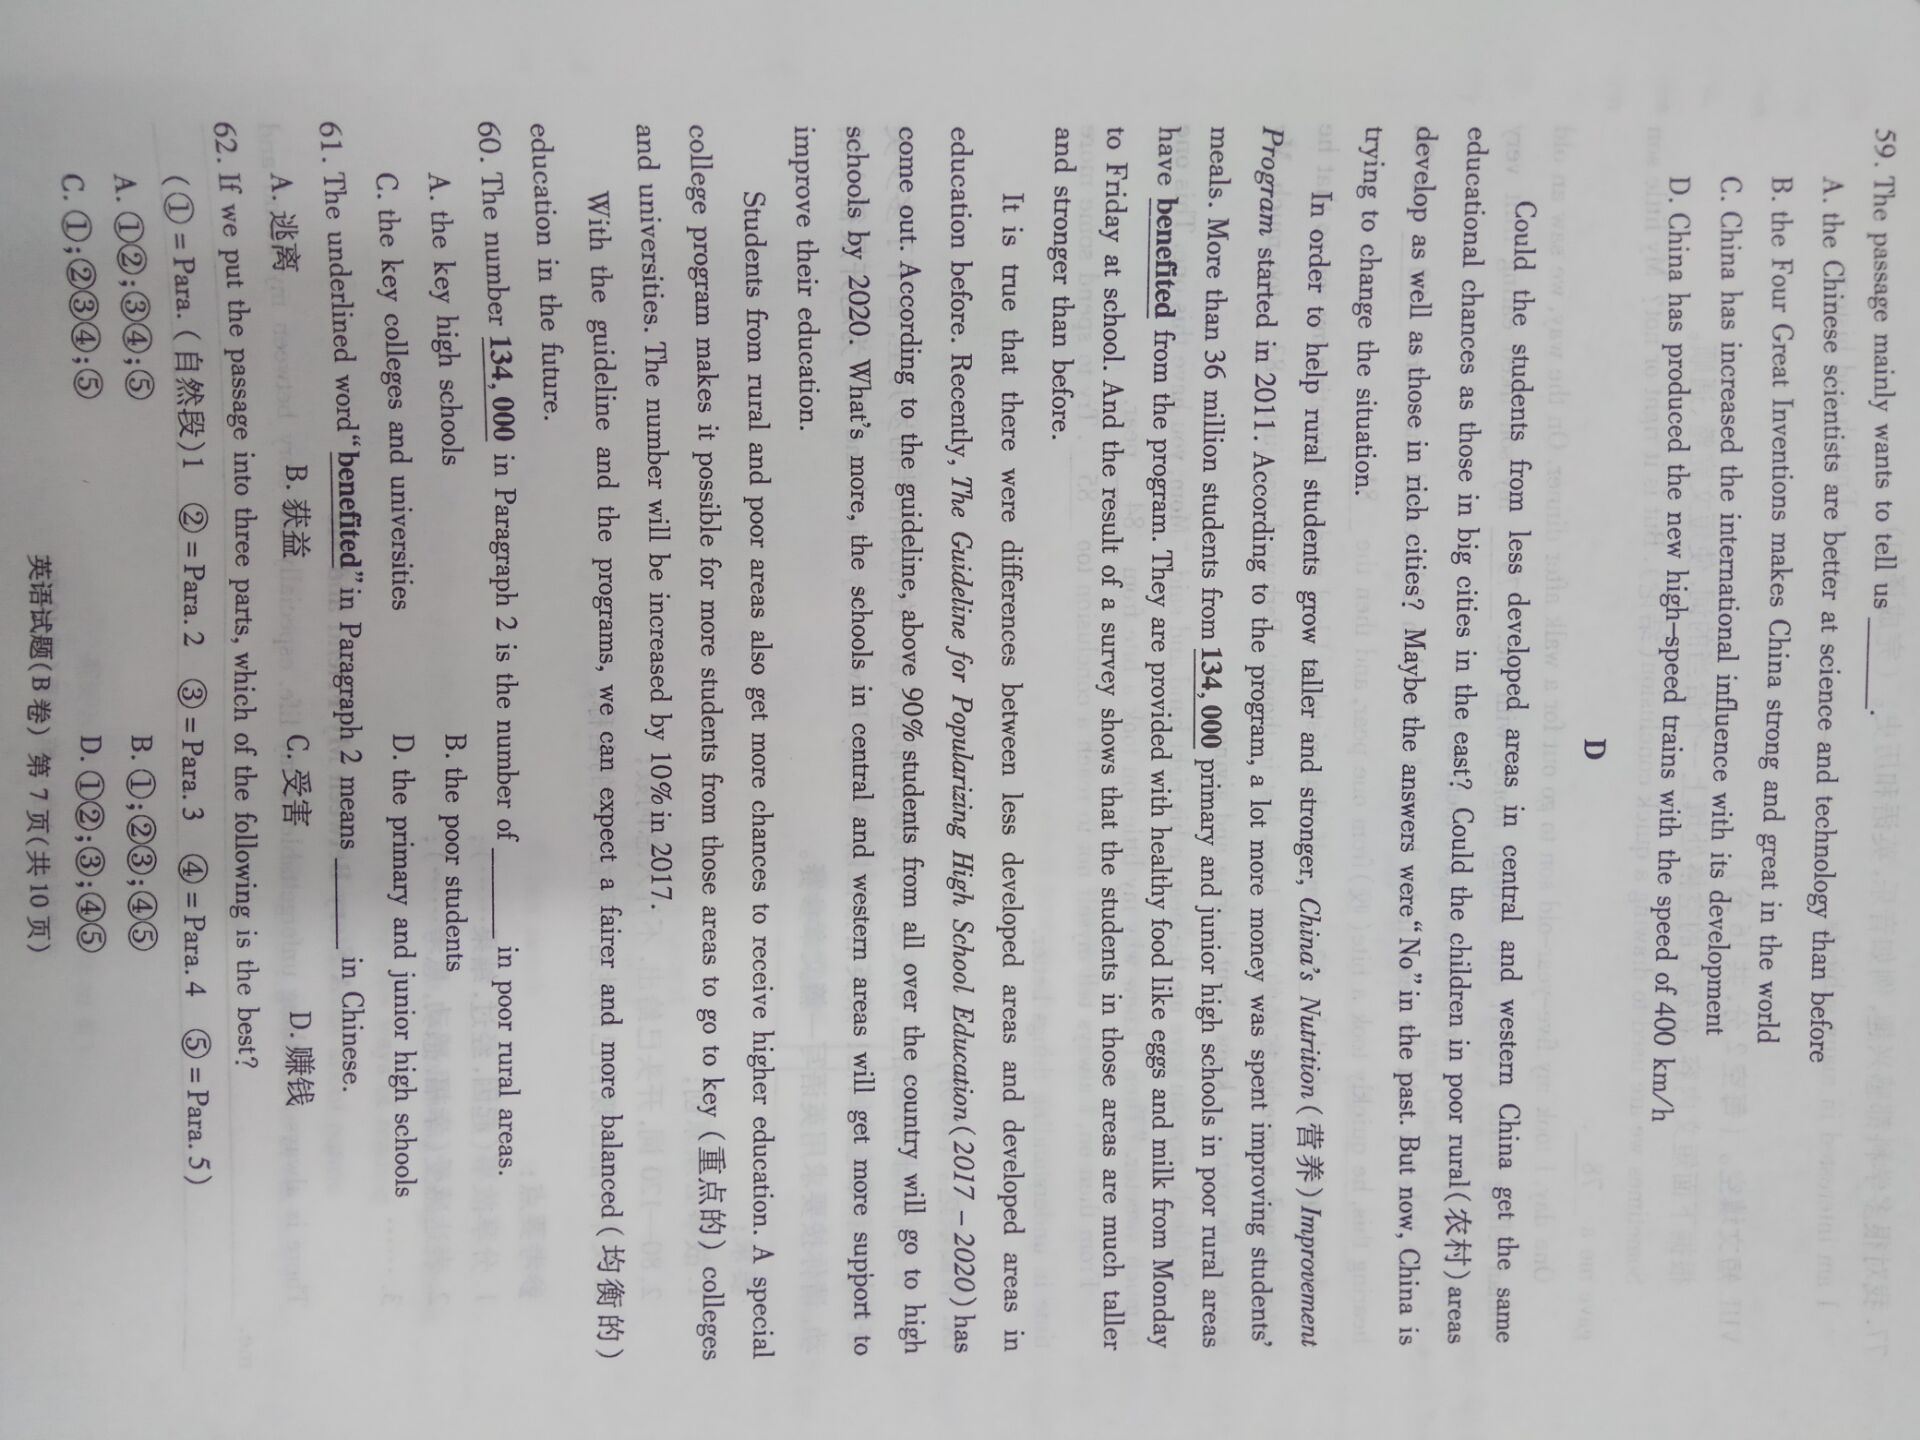 59. The passage mainly wants to tell us ________.
A. the Chinese scientists are better at science and technology than before
B. the Four Great Inventions makes China strong and great in the world
C. China has increased the international influence with its development
D. China has produced the new high-speed trains with the speed of 400 km/h
D
Could the students from less developed areas in central and western China get the same
educational chances as those in big cities in the east? Could the children in poor rural(农村) areas
develop as well as those in rich cities? Maybe the answers were“No”in the past. But now, China is
trying to change the situation.
In order to help rural students grow taller and stronger, China's Nutrition(营养) Improvement
Program started in 2011. According to the program, a lot more money was spent improving students'
meals. More than 36 million students from 134,000 primary and junior high schools in poor rural areas
have benefited from the program. They are provided with healthy food like eggs and milk from Monday
to Friday at school. And the result of a survey shows that the students in those areas are much taller
and stronger than before.
It is true that there were differences between less developed areas and developed areas in
education before. Recently, The Guideline for Popularizing High School Education(2017-2020) has
come out. According to the guideline, above 90% students from all over the country will go to high
schools by 2020. What's more, the schools in central and western areas will get more support to
improve their education.
Students from rural and poor areas also get more chances to receive higher education. A special
college program makes it possible for more students from those areas to go to key (重点的) colleges
and universities. The number will be increased by 10% in 2017.
With the guideline and the programs, we can expect a fairer and more balanced (均衡的)
education in the future.
60. The number 134,000 in Paragraph 2 is the number of ________ in poor rural areas.
A. the key high schools B. the poor students
C. the key colleges and universities D. the primary and junior high schools
61. The underlined word“benefited”in Paragraph 2 means ________ in Chinese.
A. 逃离 B. 获益 C. 受害 D. 赚钱
62. If we put the passage into three parts, which of the following is the best?
(①=Para. (自然段)1 ②=Para. 2 ③=Para. 3 ④=Para. 4 ⑤=Para. 5)
A. ①②;③④;⑤ B. ①;②③;④⑤
C. ①;②③④;⑤ D. ①②;③;④⑤
英语试题(B卷) 第 7 页(共 10 页)